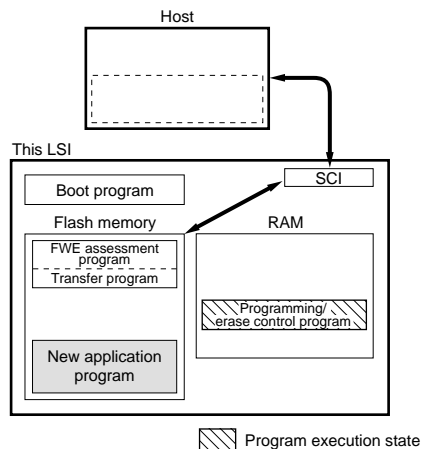 Host
This LSI
Boot program
SCI
Flash memory
RAM
FWE assessment
program
Transfer program
Programming/
erase control program
New application
program
Program execution state